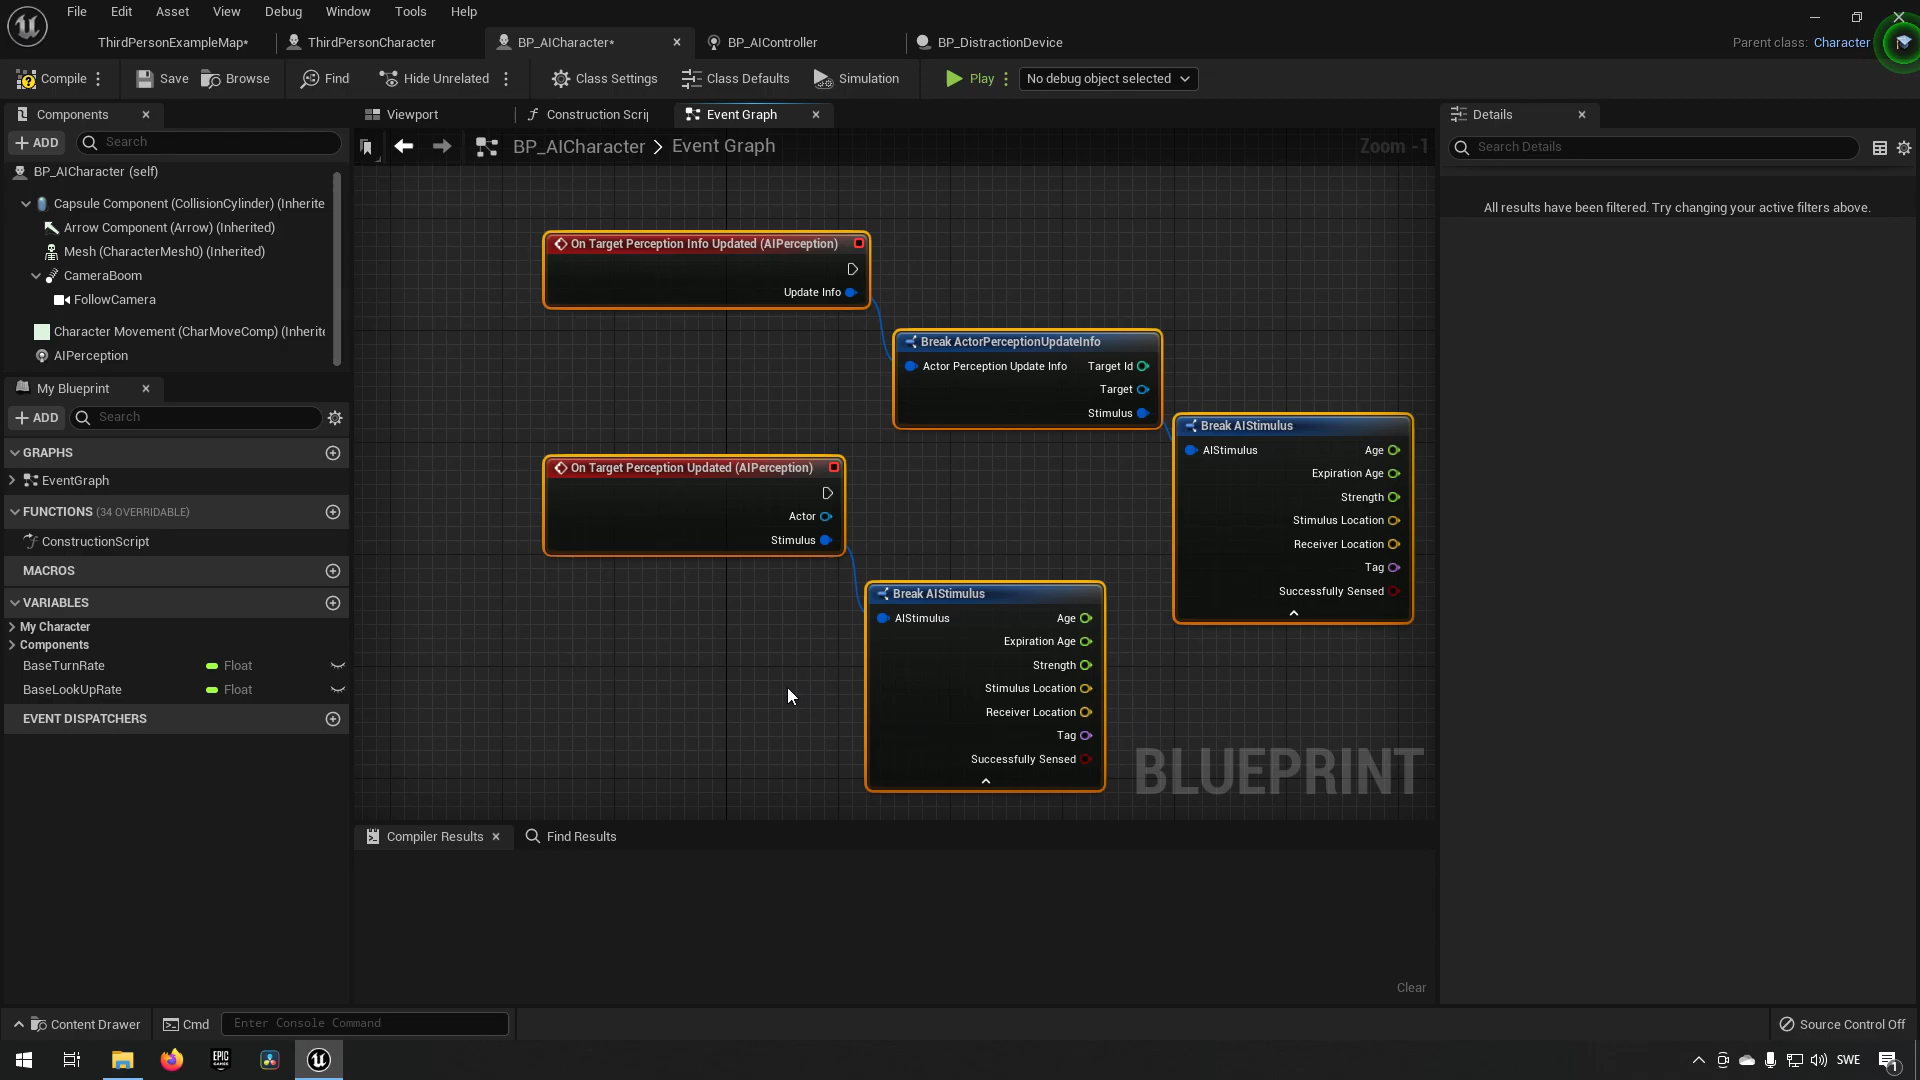 File Edit Asset View Debug Window Tools Help
ThirdPersonExampleMap* ThirdPersonCharacter BP_AICharacter* BP_AIController BP_DistractionDevice Parent class: Character
Compile Save Browse Find Hide Unrelated Class Settings Class Defaults Simulation Play No debug object selected
Components Viewport Construction Scrip Event Graph Details
ADD Search
BP_AICharacter > Event Graph Zoom -1
Search Details
BP_AICharacter (self)
Capsule Component (CollisionCylinder) (Inherite
Arrow Component (Arrow) (Inherited)
Mesh (CharacterMesh0) (Inherited)
CameraBoom
FollowCamera
Character Movement (CharMoveComp) (Inherite
AIPerception
All results have been filtered. Try changing your active filters above.
My Blueprint
ADD Search
GRAPHS
EventGraph
FUNCTIONS (34 OVERRIDABLE)
ConstructionScript
MACROS
VARIABLES
My Character
Components
BaseTurnRate Float
BaseLookUpRate Float
EVENT DISPATCHERS
On Target Perception Info Updated (AIPerception)
Update Info
Break ActorPerceptionUpdateInfo
Actor Perception Update Info Target Id
Target
Stimulus
Break AIStimulus
AIStimulus Age
Expiration Age
Strength
Stimulus Location
Receiver Location
Tag
Successfully Sensed
On Target Perception Updated (AIPerception)
Actor
Stimulus
Break AIStimulus
AIStimulus Age
Expiration Age
Strength
Stimulus Location
Receiver Location
Tag
Successfully Sensed
BLUEPRINT
Compiler Results Find Results
Clear
Content Drawer Cmd Enter Console Command Source Control Off
EPIC GAMES SWE 1